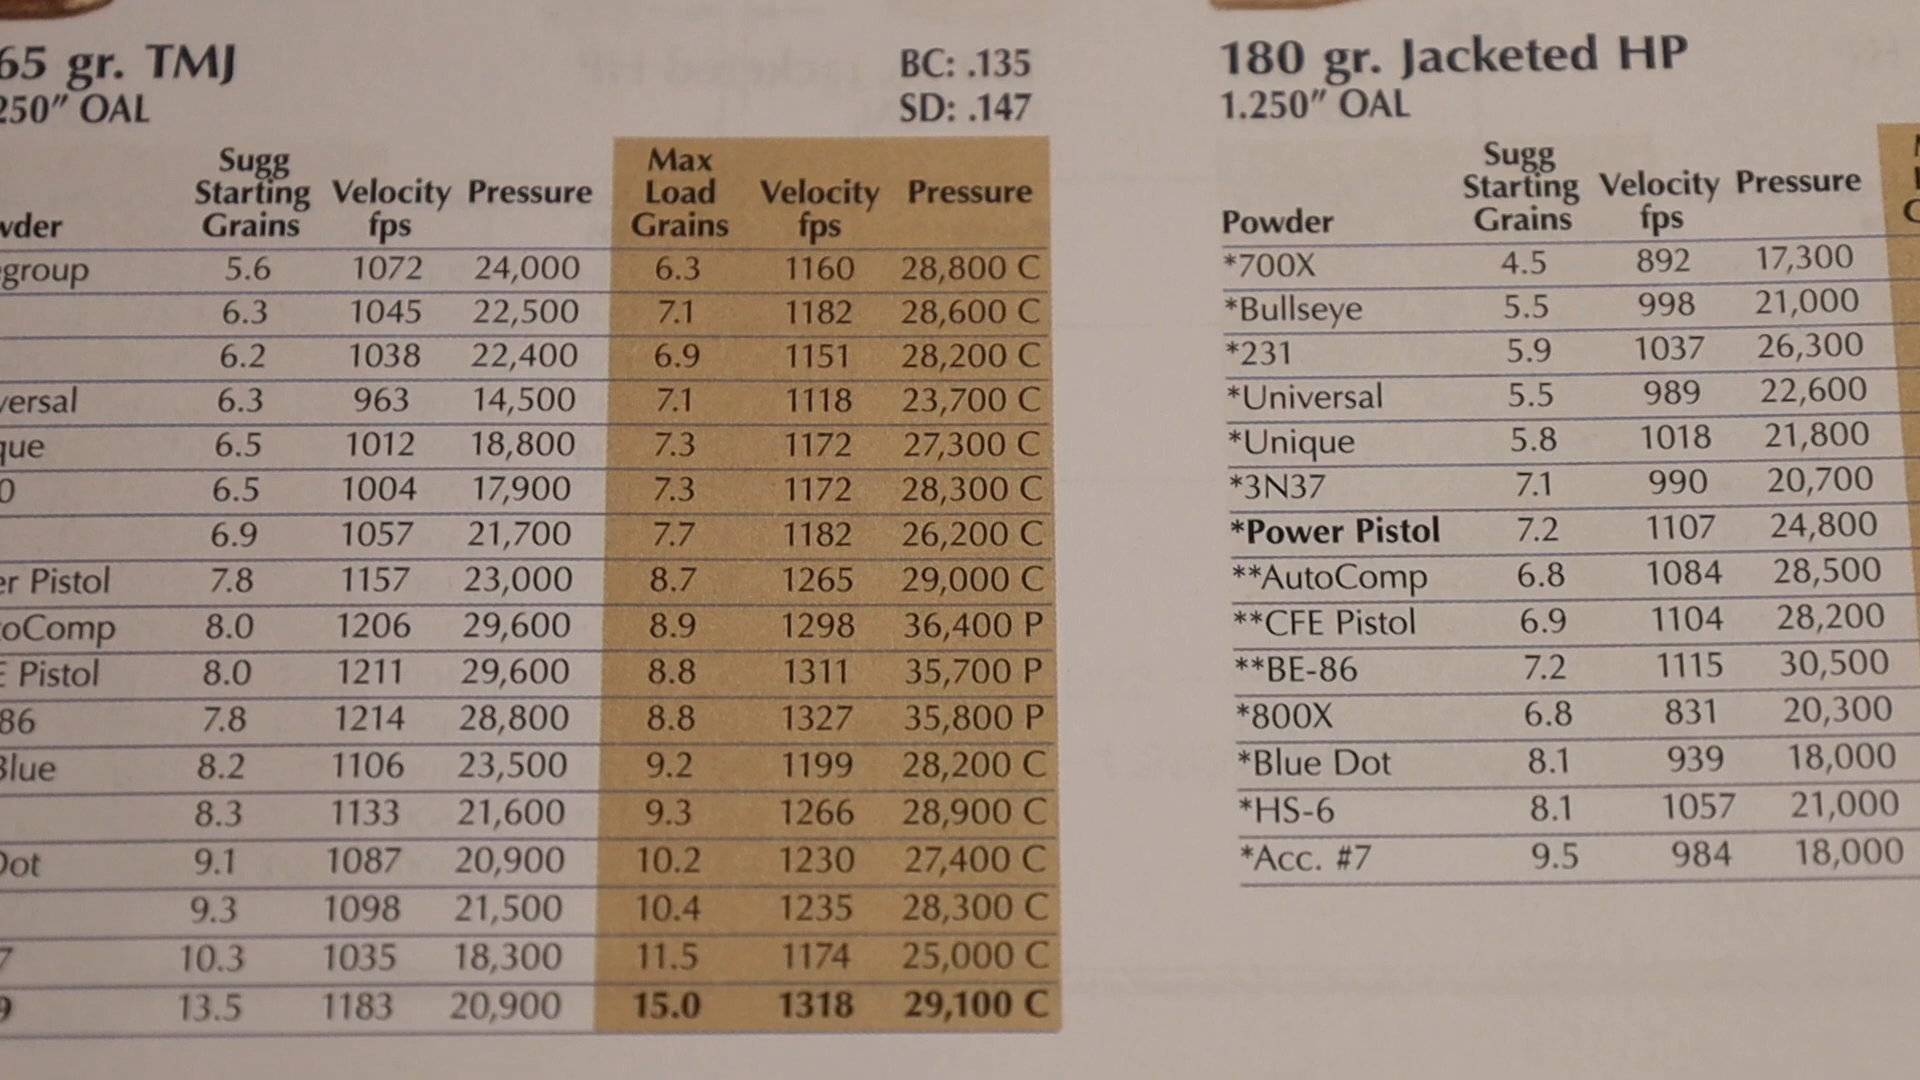 65 gr. TMJ BC: .135
250″ OAL SD: .147
Sugg Starting Grains Velocity fps Pressure Max Load Grains Velocity fps Pressure
group 5.6 1072 24,000 6.3 1160 28,800 C
6.3 1045 22,500 7.1 1182 28,600 C
6.2 1038 22,400 6.9 1151 28,200 C
versal 6.3 963 14,500 7.1 1118 23,700 C
que 6.5 1012 18,800 7.3 1172 27,300 C
0 6.5 1004 17,900 7.3 1172 28,300 C
6.9 1057 21,700 7.7 1182 26,200 C
er Pistol 7.8 1157 23,000 8.7 1265 29,000 C
oComp 8.0 1206 29,600 8.9 1298 36,400 P
E Pistol 8.0 1211 29,600 8.8 1311 35,700 P
86 7.8 1214 28,800 8.8 1327 35,800 P
Blue 8.2 1106 23,500 9.2 1199 28,200 C
8.3 1133 21,600 9.3 1266 28,900 C
Dot 9.1 1087 20,900 10.2 1230 27,400 C
9.3 1098 21,500 10.4 1235 28,300 C
7 10.3 1035 18,300 11.5 1174 25,000 C
9 13.5 1183 20,900 15.0 1318 29,100 C
180 gr. Jacketed HP
1.250″ OAL
Powder Sugg Starting Grains Velocity fps Pressure
*700X 4.5 892 17,300
*Bullseye 5.5 998 21,000
*231 5.9 1037 26,300
*Universal 5.5 989 22,600
*Unique 5.8 1018 21,800
*3N37 7.1 990 20,700
*Power Pistol 7.2 1107 24,800
**AutoComp 6.8 1084 28,500
**CFE Pistol 6.9 1104 28,200
**BE-86 7.2 1115 30,500
*800X 6.8 831 20,300
*Blue Dot 8.1 939 18,000
*HS-6 8.1 1057 21,000
*Acc. #7 9.5 984 18,000